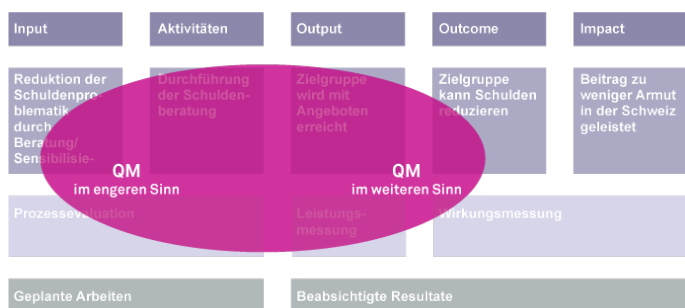 Input
Aktivitäten
Output
Outcome
Impact
Reduktion der
Schuldenpro-
blematik
durch
Beratung/
Sensibilisie-
Durchführung
der Schulden-
beratung
Zielgruppe
wird mit
Angeboten
erreicht
Zielgruppe
kann Schulden
reduzieren
Beitrag zu
weniger Armut
in der Schweiz
geleistet
QM
im engeren Sinn
QM
im weiteren Sinn
Prozessevaluation
Leistungs-
messung
Wirkungsmessung
Geplante Arbeiten
Beabsichtigte Resultate